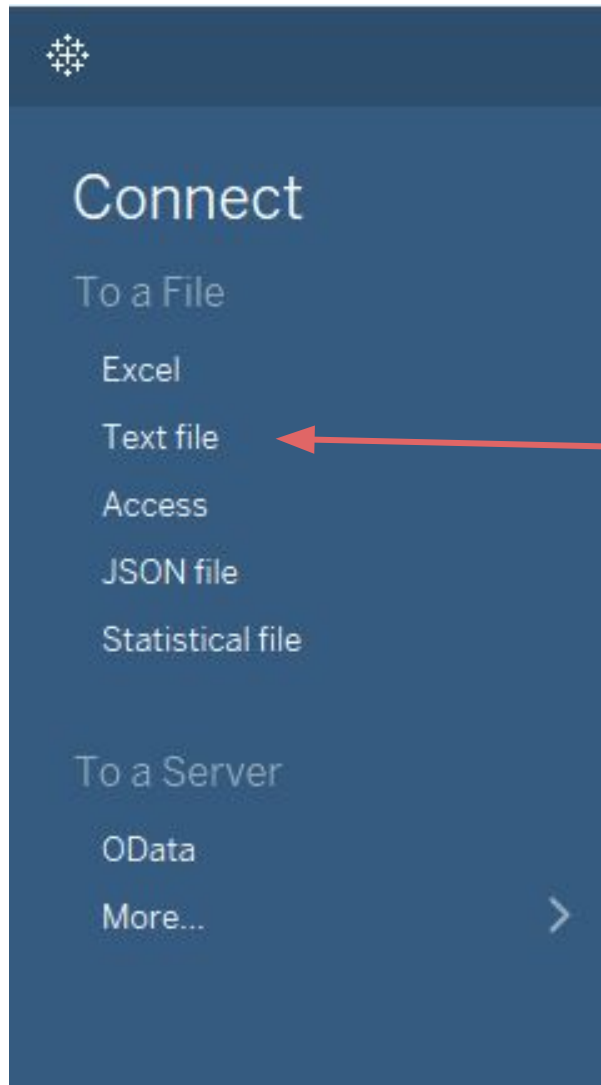 Connect
To a File
Excel
Text file
Access
JSON file
Statistical file
To a Server
OData
More...